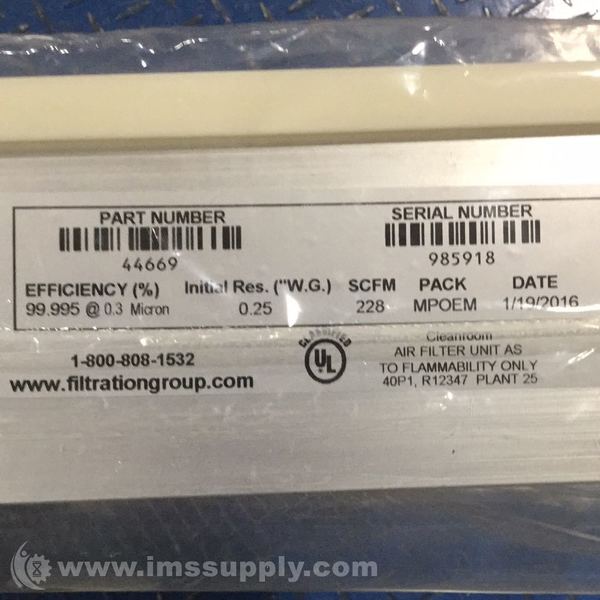 PART NUMBER
44669
SERIAL NUMBER
985918
EFFICIENCY (%) Initial Res. ("W.G.) SCFM PACK DATE
99.995 @ 0.3 Micron 0.25 228 MPOEM 1/19/2016
1-800-808-1532
www.filtrationgroup.com
Classified
UL
Cleanroom
AIR FILTER UNIT AS
TO FLAMMABILITY ONLY
40P1, R12347 PLANT 25
www.imssupply.com